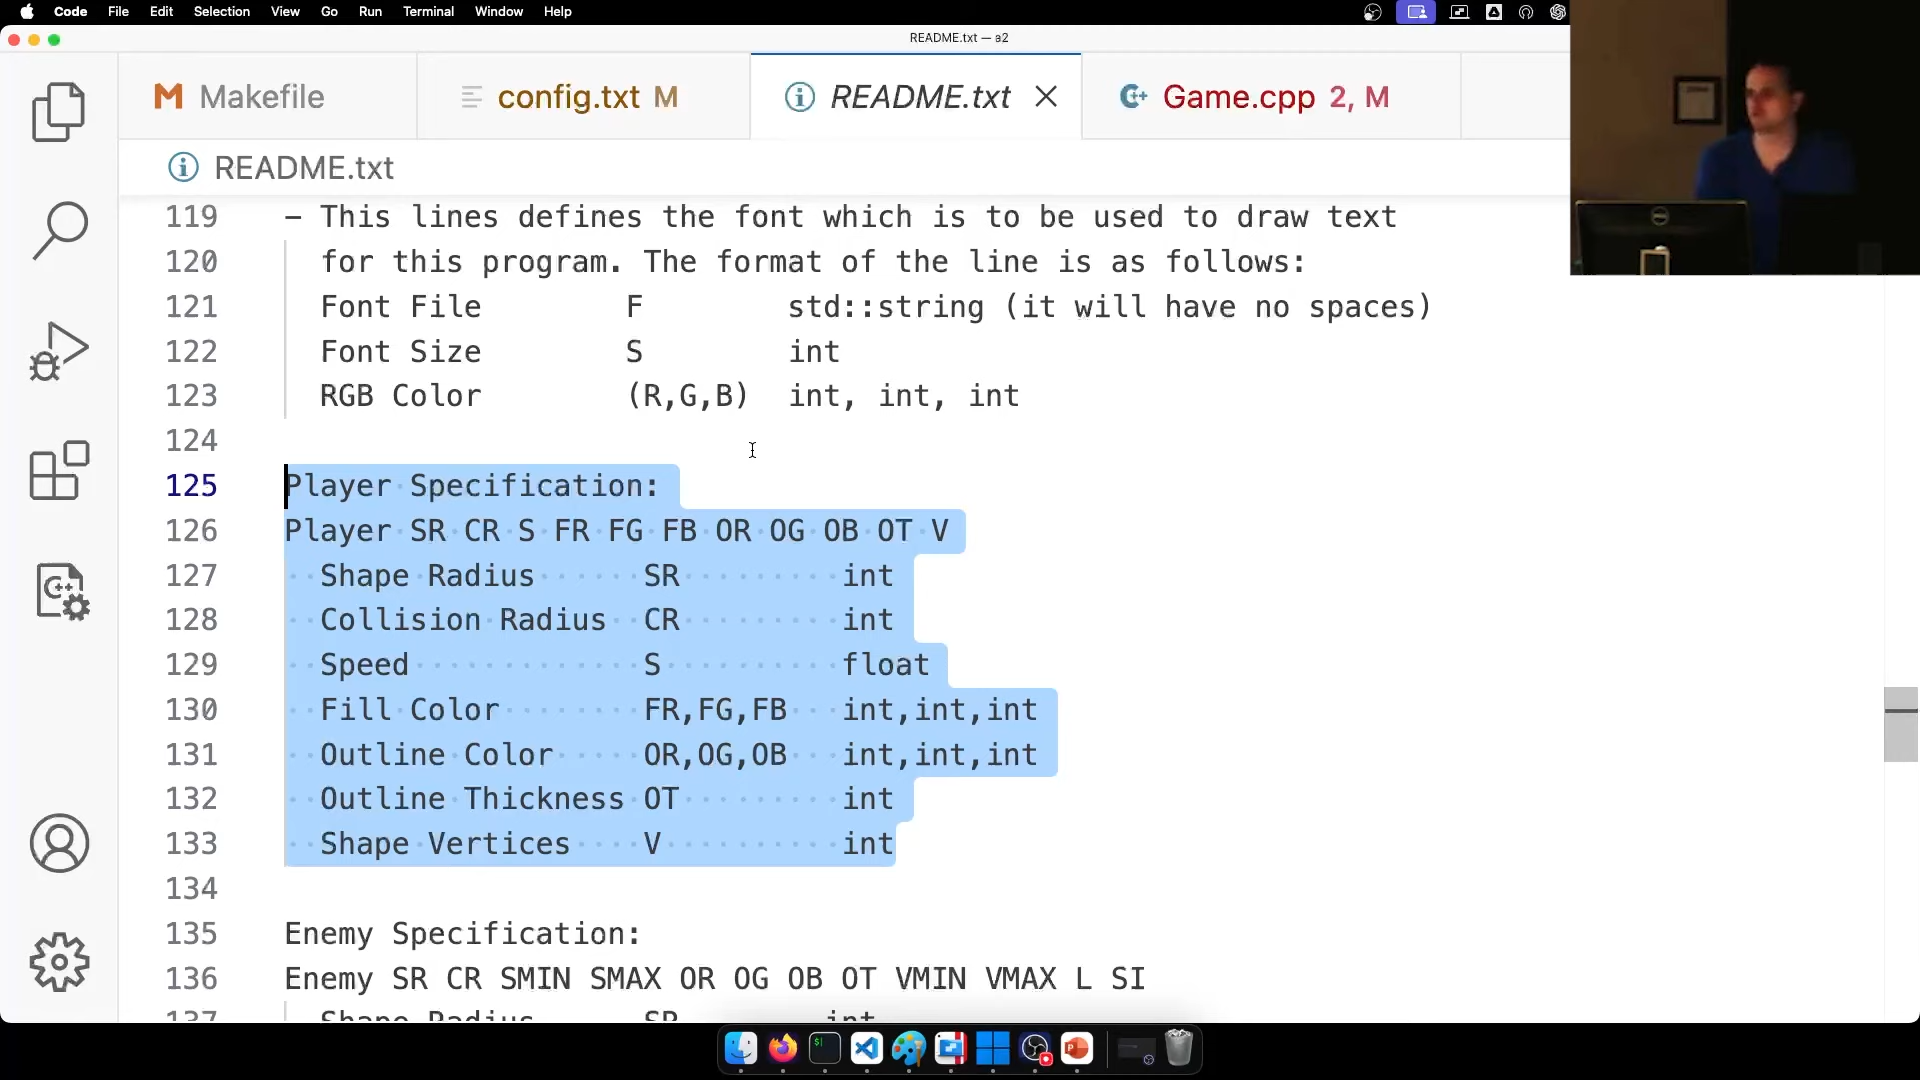 Code File Edit Selection View Go Run Terminal Window Help
README.txt — a2
Makefile
config.txt M
README.txt
Game.cpp 2, M
README.txt
119 – This lines defines the font which is to be used to draw text
120 for this program. The format of the line is as follows:
121 Font File F std::string (it will have no spaces)
122 Font Size S int
123 RGB Color (R,G,B) int, int, int
124
125 Player Specification:
126 Player SR CR S FR FG FB OR OG OB OT V
127 Shape Radius SR int
128 Collision Radius CR int
129 Speed S float
130 Fill Color FR,FG,FB int,int,int
131 Outline Color OR,OG,OB int,int,int
132 Outline Thickness OT int
133 Shape Vertices V int
134
135 Enemy Specification:
136 Enemy SR CR SMIN SMAX OR OG OB OT VMIN VMAX L SI
137 Shape Radius SR int